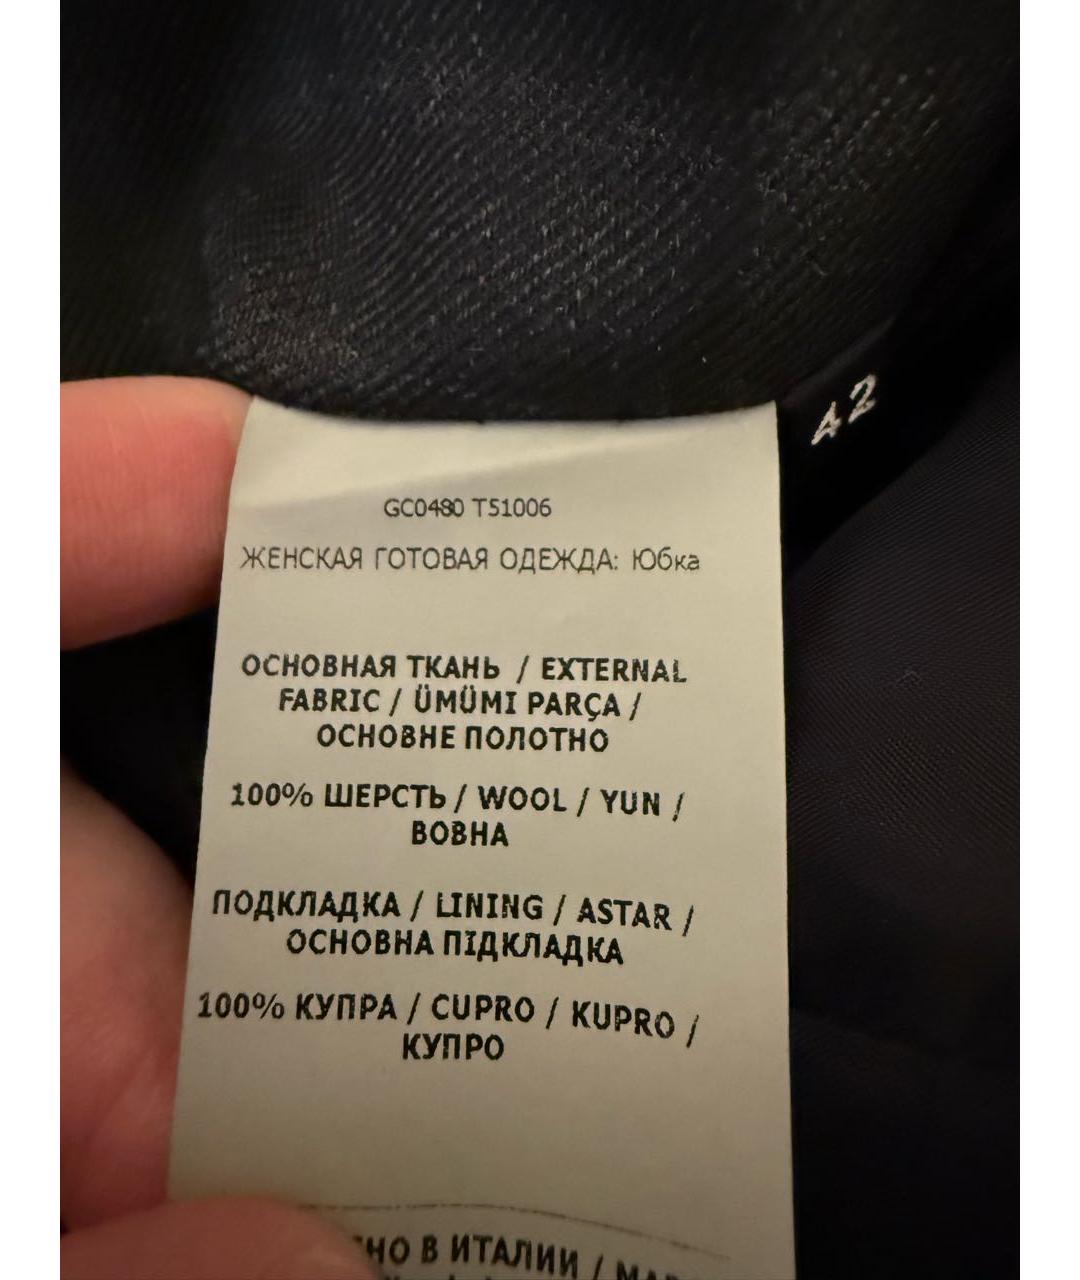 42
GC0480 T51006
ЖЕНСКАЯ ГОТОВАЯ ОДЕЖДА: Юбка
ОСНОВНАЯ ТКАНЬ / EXTERNAL
FABRIC / ÜMÜMI PARÇA /
ОСНОВНЕ ПОЛОТНО
100% ШЕРСТЬ / WOOL / YUN /
ВОВНА
ПОДКЛАДКА / LINING / ASTAR /
ОСНОВНА ПІДКЛАДКА
100% КУПРА / CUPRO / KUPRO /
КУПРО
В ИТАЛИИ /